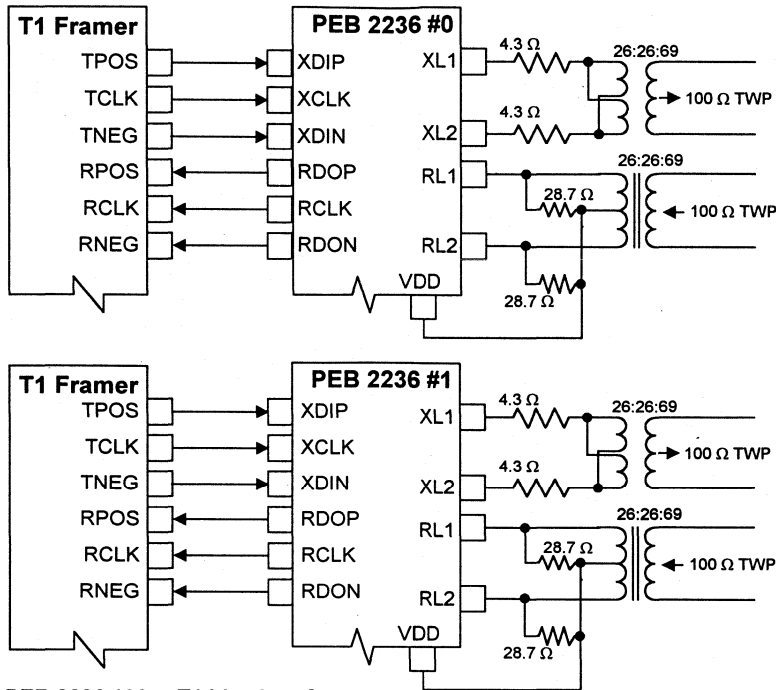 T1 Framer
PEB 2236 #0
TPOS
XDIP
XL1
4.3 Ω
26:26:69
TCLK
XCLK
100 Ω TWP
TNEG
XDIN
XL2
4.3 Ω
RPOS
RDOP
RL1
26:26:69
RCLK
RCLK
28.7 Ω
100 Ω TWP
RNEG
RDON
RL2
VDD
28.7 Ω
T1 Framer
PEB 2236 #1
TPOS
XDIP
XL1
4.3 Ω
26:26:69
TCLK
XCLK
100 Ω TWP
TNEG
XDIN
XL2
4.3 Ω
RPOS
RDOP
RL1
26:26:69
RCLK
RCLK
28.7 Ω
100 Ω TWP
RNEG
RDON
RL2
VDD
28.7 Ω